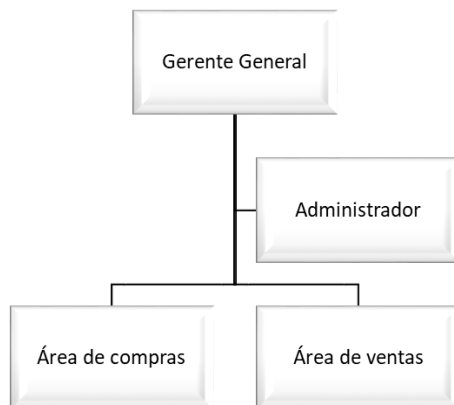 Gerente General
Administrador
Área de compras
Área de ventas